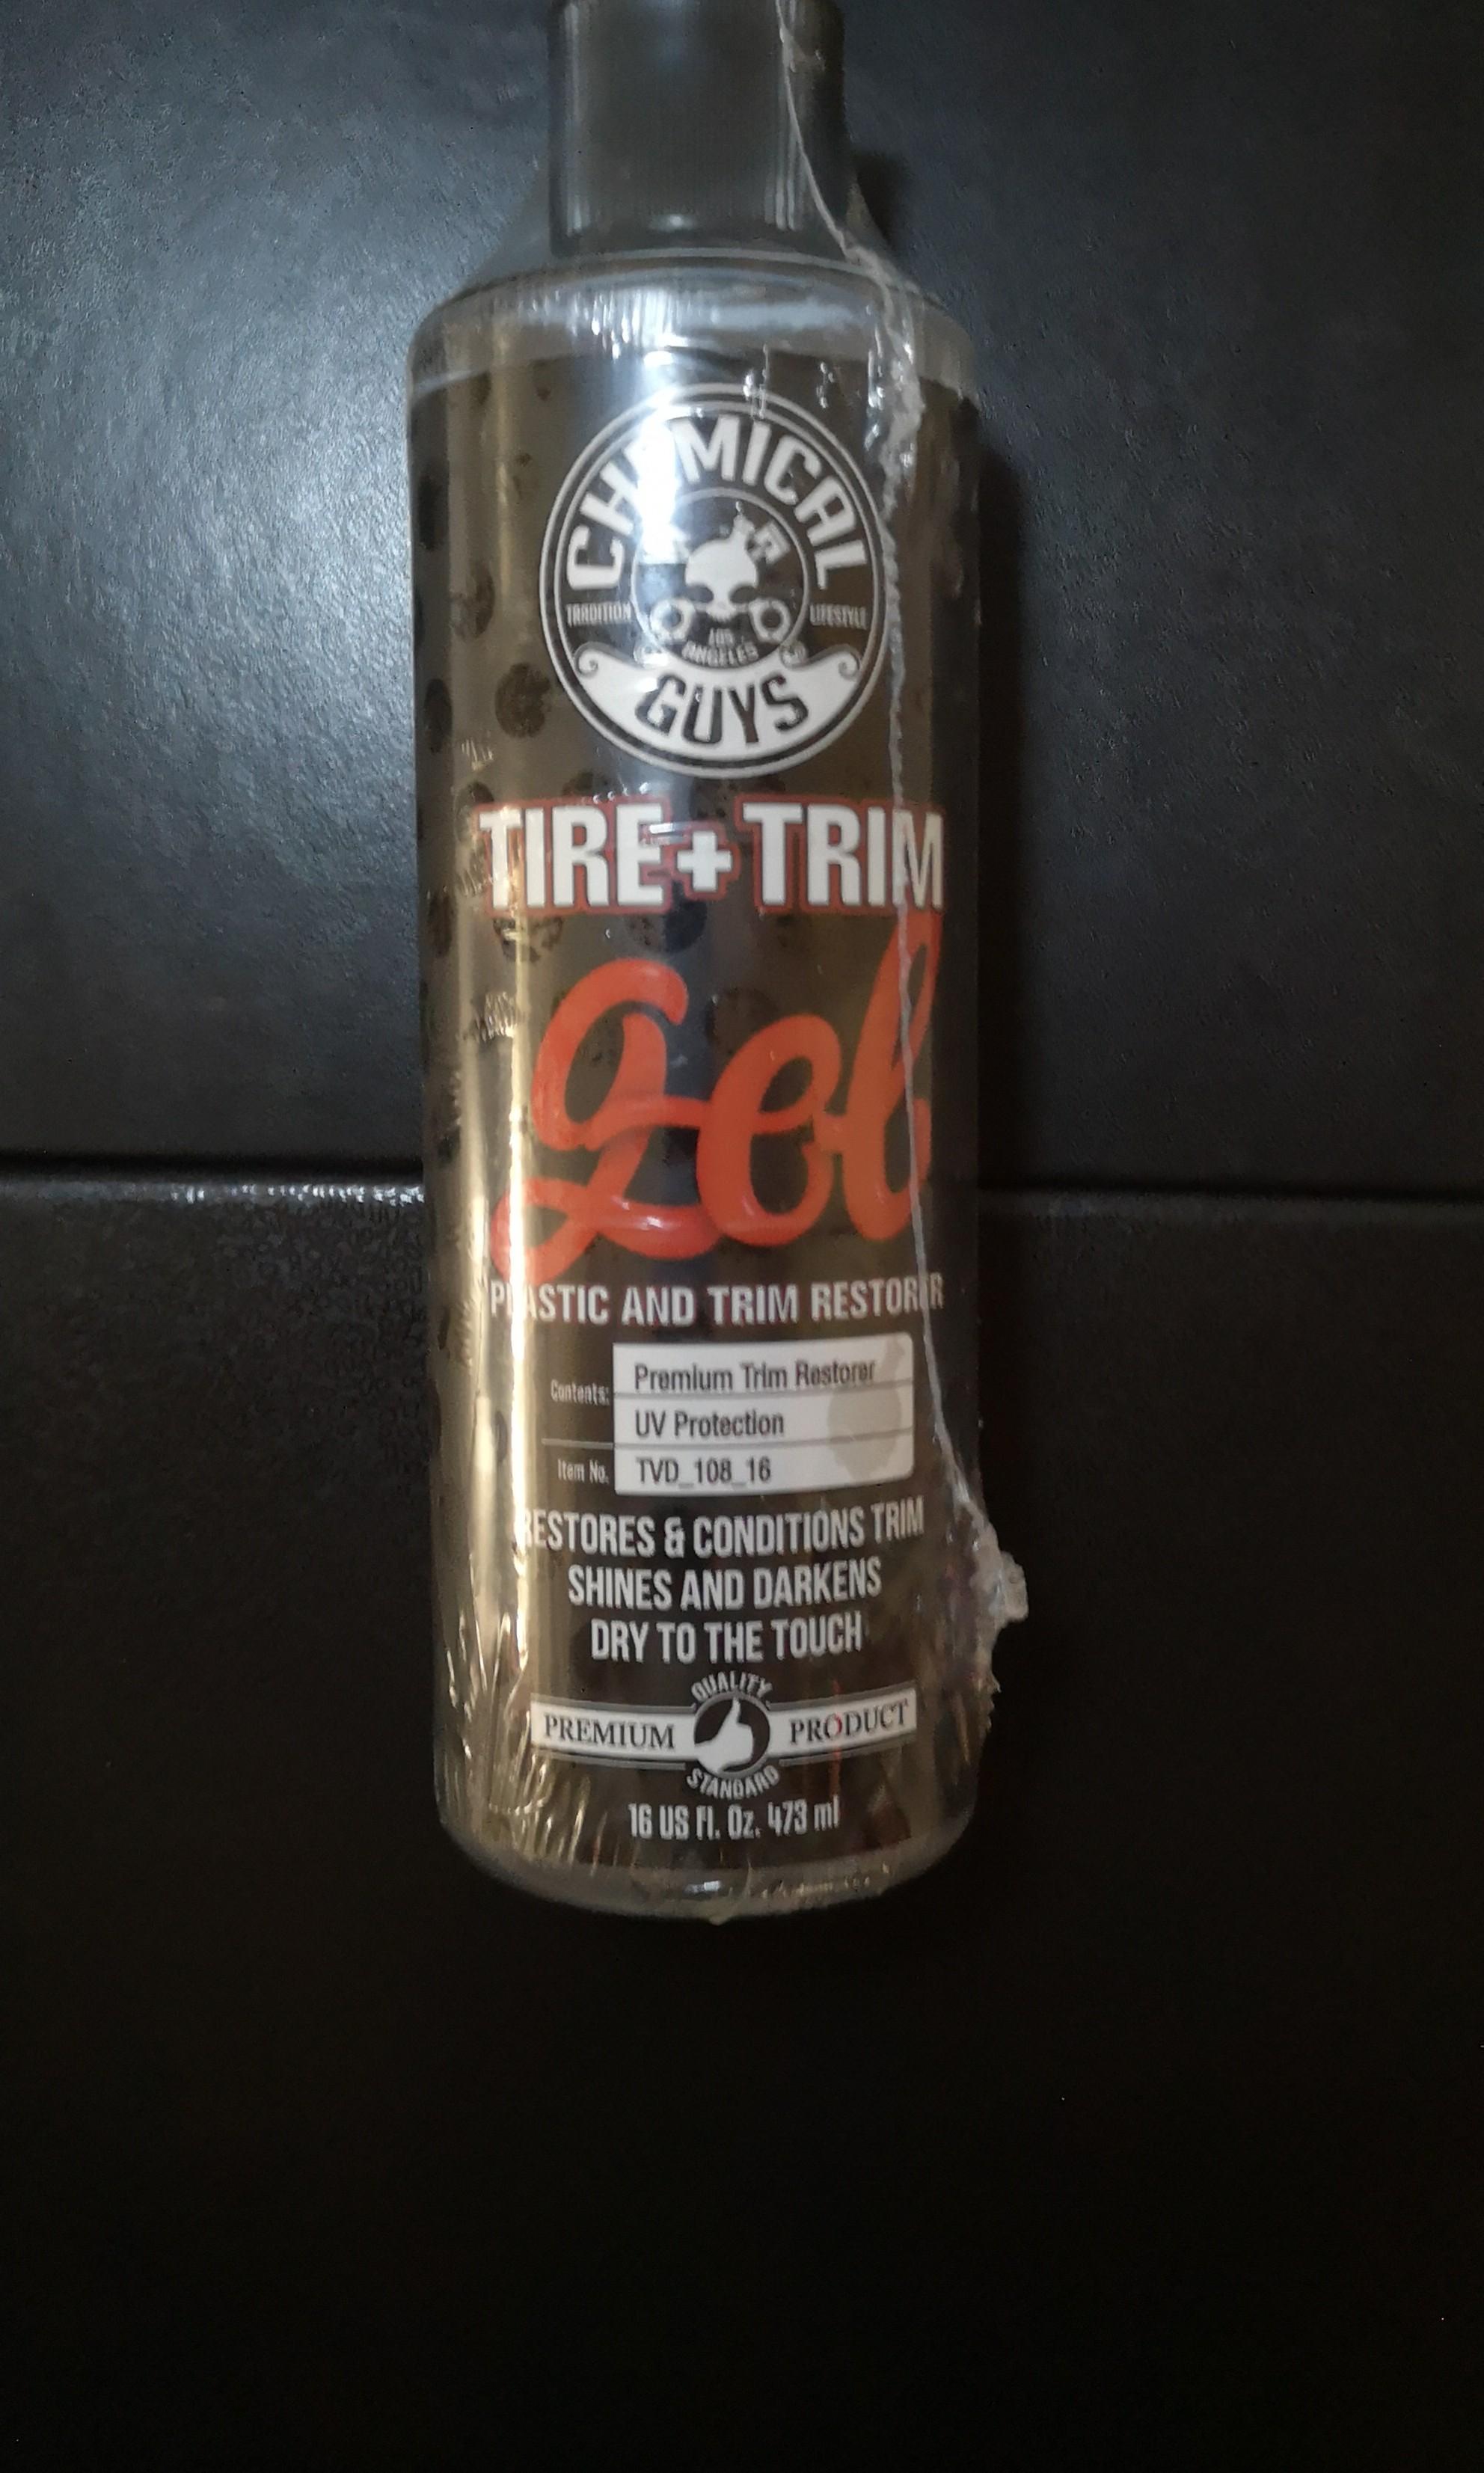 CHEMICAL
TRADITION
LIFESTYLE
LOS
ANGELES
GUYS
TIRE+TRIM
gel
PLASTIC AND TRIM RESTORER
Contents: Premium Trim Restorer
UV Protection
Item No. TVD_108_16
RESTORES & CONDITIONS TRIM
SHINES AND DARKENS
DRY TO THE TOUCH
QUALITY
PREMIUM PRODUCT
STANDARD
16 US Fl. Oz. 473 ml